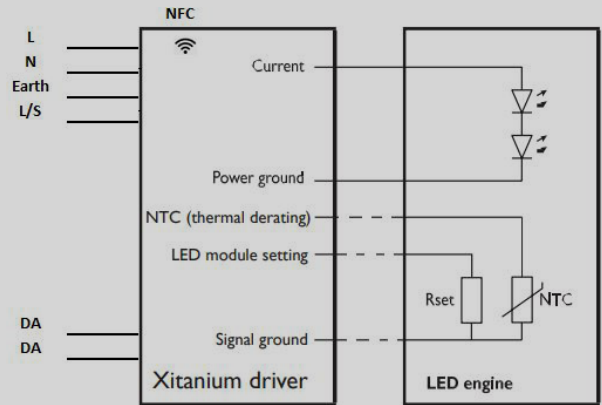 NFC
L
N
Earth
L/S
Current
Power ground
NTC (thermal derating)
LED module setting
Rset
NTC
DA
DA
Signal ground
Xitanium driver
LED engine